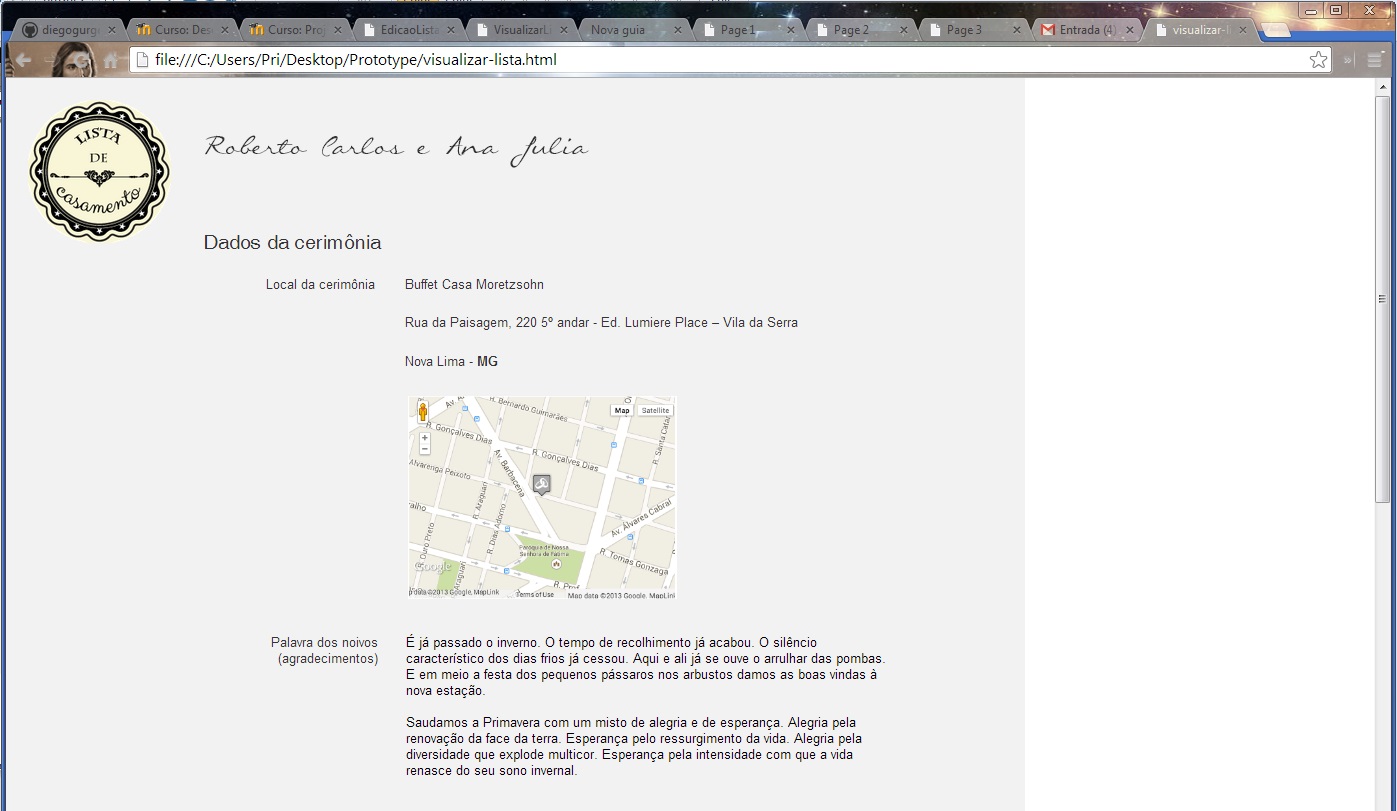 diegogurg
Curso: Des
Curso: Proj
EdicaoLista
VisualizarL
Nova guia
Page 1
Page 2
Page 3
Entrada (4)
visualizar-l
file:///C:/Users/Pri/Desktop/Prototype/visualizar-lista.html
LISTA
DE
casamento
Roberto Carlos e Ana Julia
Dados da cerimônia
Local da cerimônia
Buffet Casa Moretzsohn
Rua da Paisagem, 220 5º andar - Ed. Lumiere Place – Vila da Serra
Nova Lima - MG
Map
Satellite
R. Bernardo Guimarães
R. Gonçalves Dias
R. Gonçalves Dias
R. Santa Catar
Av. Barbacena
Alvarenga Peixoto
R. Araguari
R. Dias Adorno
Av. Álvares Cabral
R. Ouro Preto
Paróquia de Nossa
Senhora de Fátima
R. Tomas Gonzaga
Google
Araguari
R. Prof
p data ©2013 Google, MapLink
Terms of Use
Map data ©2013 Google, MapLink
Palavra dos noivos
(agradecimentos)
É já passado o inverno. O tempo de recolhimento já acabou. O silêncio
característico dos dias frios já cessou. Aqui e ali já se ouve o arrulhar das pombas.
E em meio a festa dos pequenos pássaros nos arbustos damos as boas vindas à
nova estação.
Saudamos a Primavera com um misto de alegria e de esperança. Alegria pela
renovação da face da terra. Esperança pelo ressurgimento da vida. Alegria pela
diversidade que explode multicor. Esperança pela intensidade com que a vida
renasce do seu sono invernal.